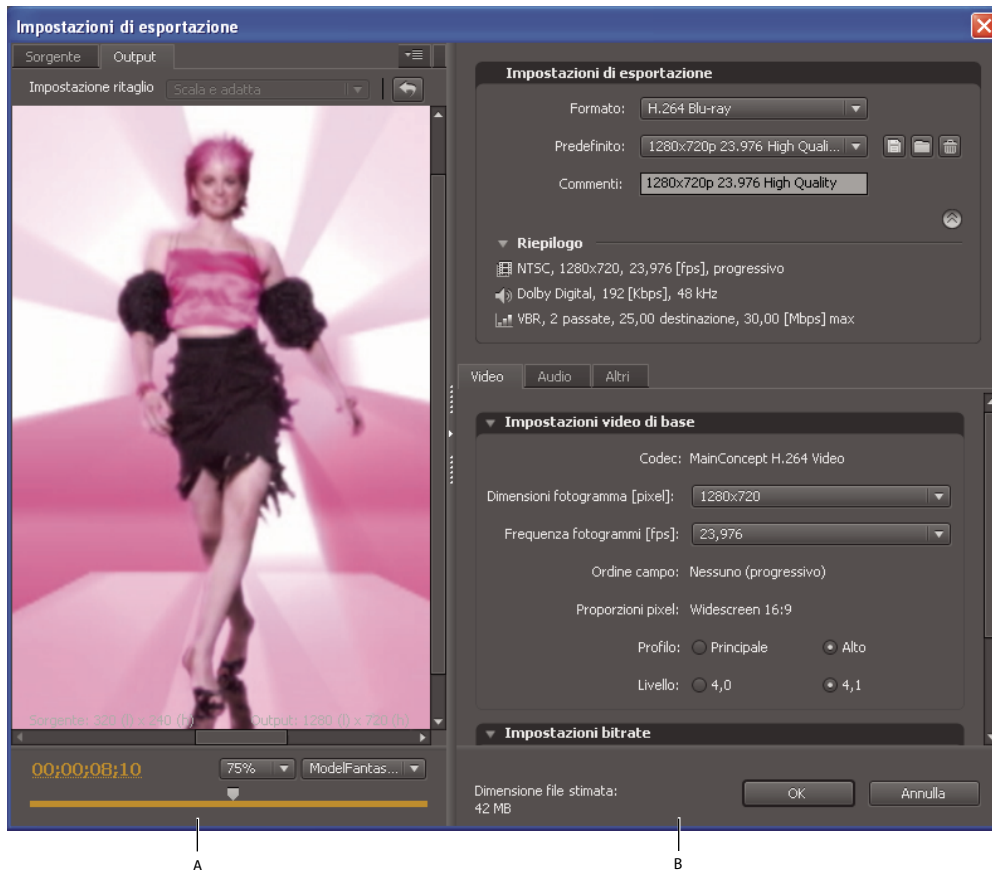 Impostazioni di esportazione
Sorgente Output
Impostazione ritaglio Scala e adatta
Sorgente: 320 (l) x 240 (h) Output: 1280 (l) x 720 (h)
00;00;08;10 75% ModelFantas...
Impostazioni di esportazione
Formato: H.264 Blu-ray
Predefinito: 1280x720p 23.976 High Quali...
Commenti: 1280x720p 23.976 High Quality
Riepilogo
NTSC, 1280x720, 23,976 [fps], progressivo
Dolby Digital, 192 [Kbps], 48 kHz
VBR, 2 passate, 25,00 destinazione, 30,00 [Mbps] max
Video Audio Altri
Impostazioni video di base
Codec: MainConcept H.264 Video
Dimensioni fotogramma [pixel]: 1280x720
Frequenza fotogrammi [fps]: 23,976
Ordine campo: Nessuno (progressivo)
Proporzioni pixel: Widescreen 16:9
Profilo: Principale Alto
Livello: 4,0 4,1
Impostazioni bitrate
Dimensione file stimata:
42 MB
OK Annulla
A B